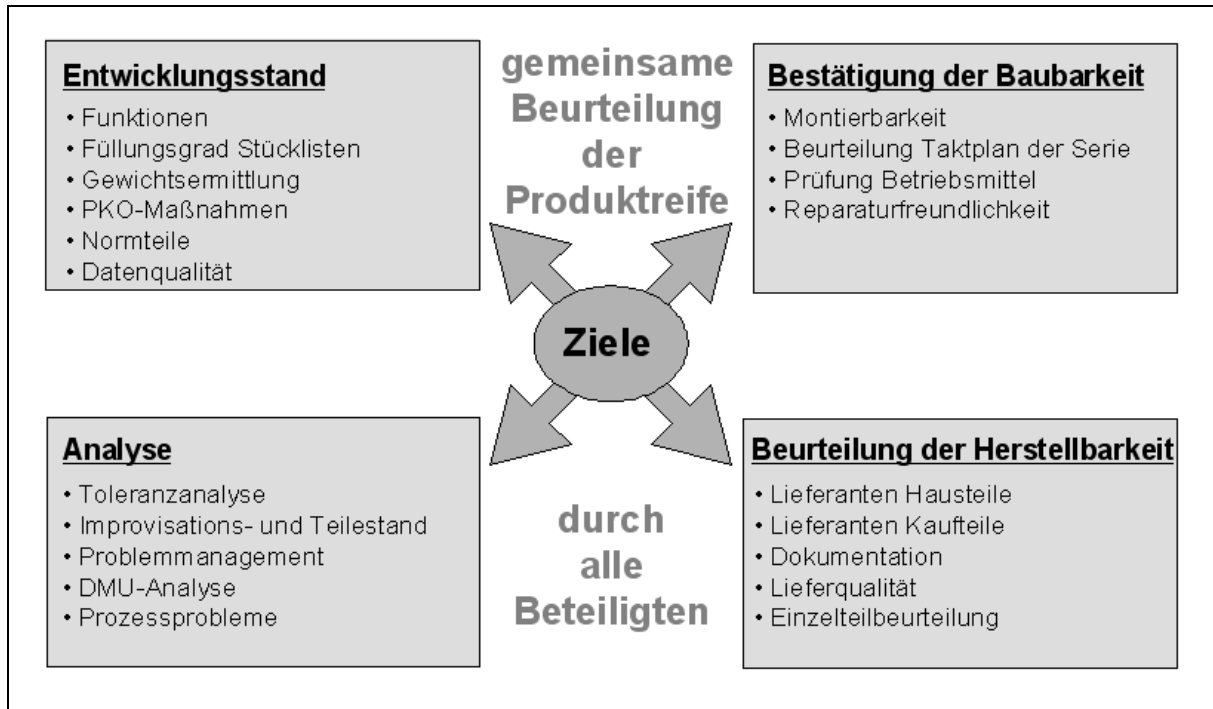 Entwicklungsstand
• Funktionen
• Füllungsgrad Stücklisten
• Gewichtsermittlung
• PKO-Maßnahmen
• Normteile
• Datenqualität
gemeinsame
Beurteilung
der
Produktreife
Bestätigung der Baubarkeit
• Montierbarkeit
• Beurteilung Taktplan der Serie
• Prüfung Betriebsmittel
• Reparaturfreundlichkeit
Ziele
Analyse
• Toleranzanalyse
• Improvisations- und Teilestand
• Problemmanagement
• DMU-Analyse
• Prozessprobleme
durch
alle
Beteiligten
Beurteilung der Herstellbarkeit
• Lieferanten Hausteile
• Lieferanten Kaufteile
• Dokumentation
• Lieferqualität
• Einzelteilbeurteilung